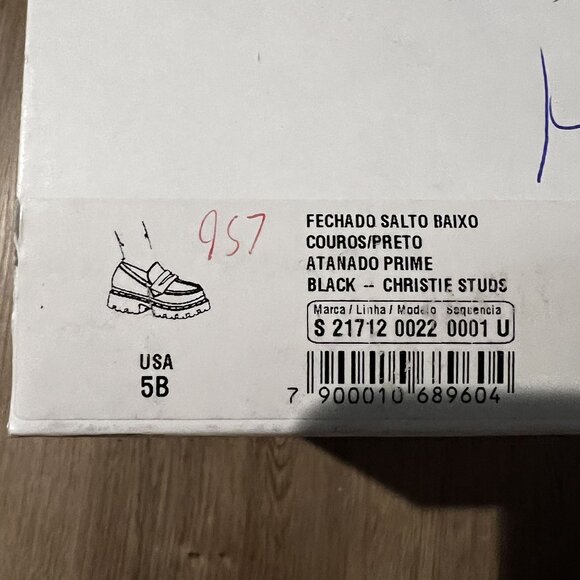 957
FECHADO SALTO BAIXO
COUROS/PRETO
ATANADO PRIME
BLACK -- CHRISTIE STUDS
Marca / Linha / Modelo Sequencia
S 21712 0022 0001 U
USA
5B
7 900010 689604